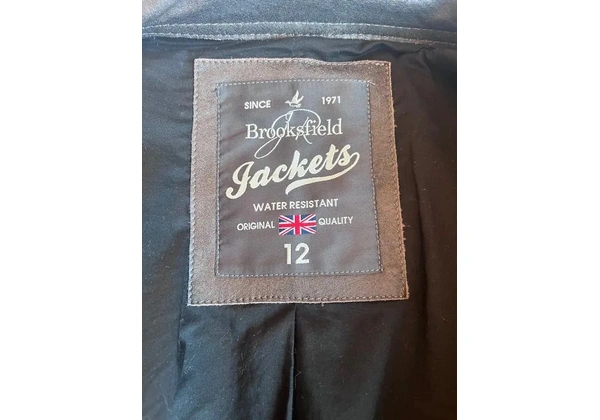 SINCE 1971
Brooksfield
Jackets
WATER RESISTANT
ORIGINAL QUALITY
12